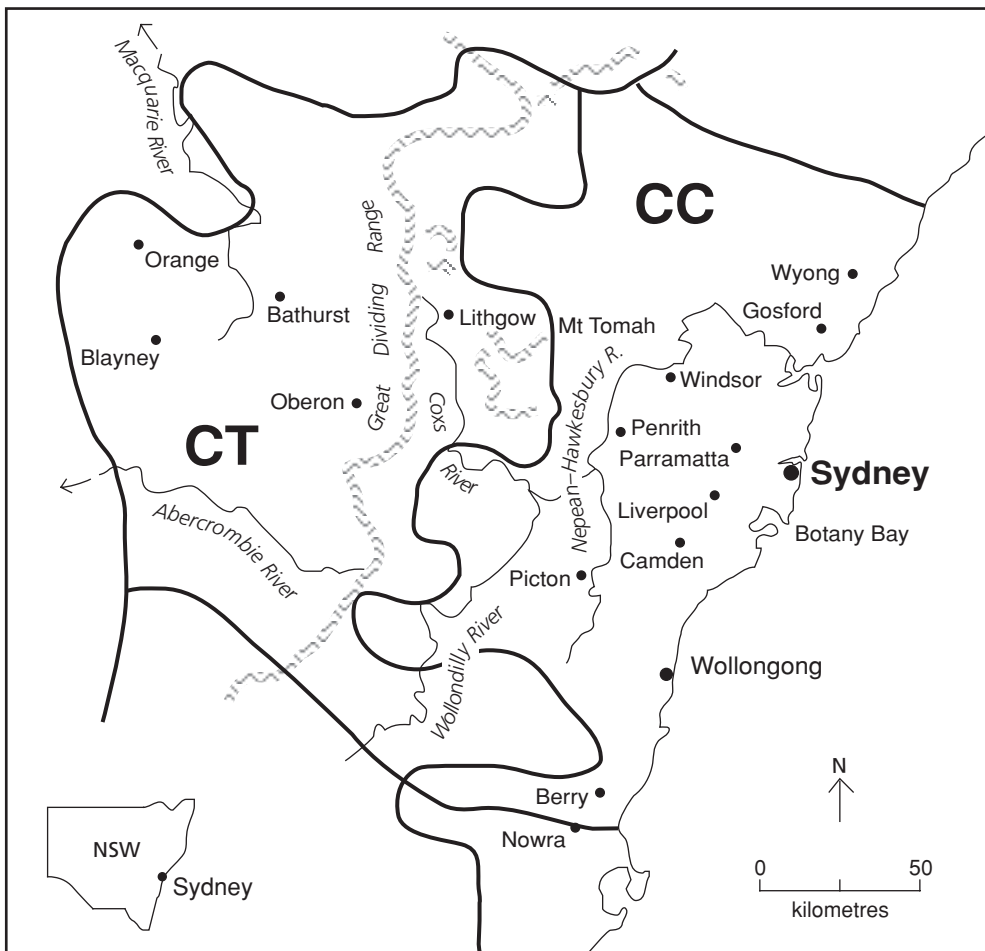 Macquarie River
CC
Great Dividing Range
Orange
Wyong
Bathurst
Lithgow
Mt Tomah
Gosford
Blayney
Windsor
Oberon
Coxs River
Nepean–Hawkesbury R.
Penrith
Parramatta
CT
Sydney
Liverpool
Botany Bay
Abercrombie River
Camden
Picton
Wollondilly River
Wollongong
Berry
N
Nowra
NSW
Sydney
0 50
kilometres